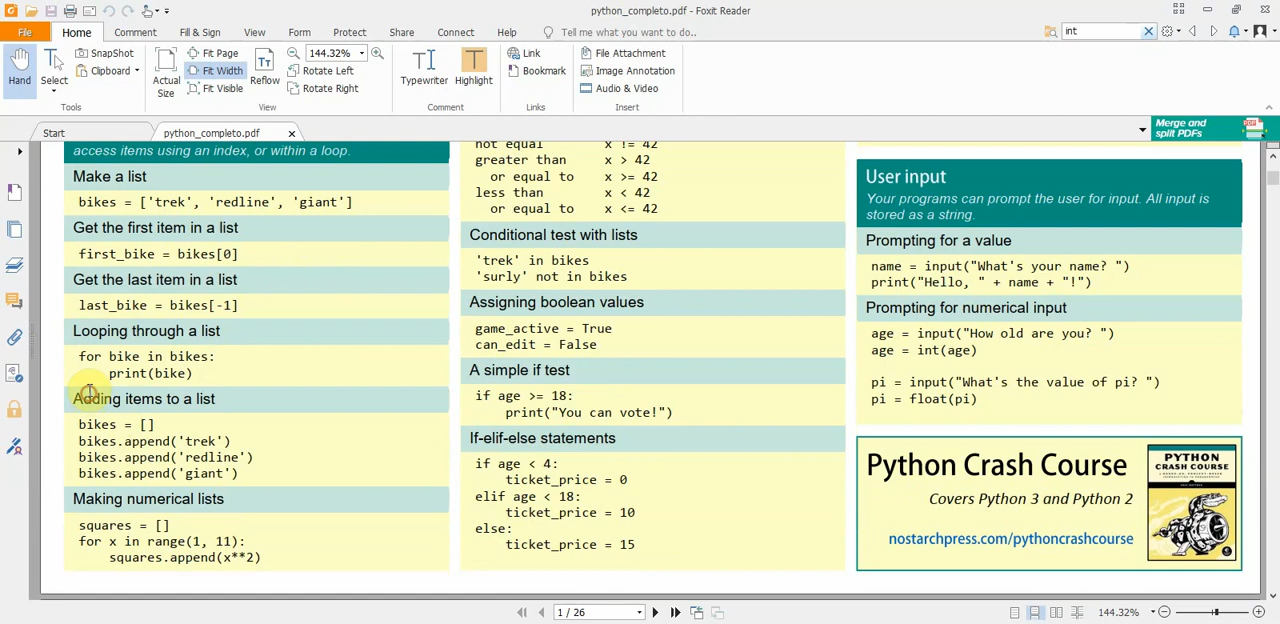 python_completo.pdf - Foxit Reader
File
Home
Comment
Fill & Sign
View
Form
Protect
Share
Connect
Help
Tell me what you want to do..
int
Hand
Select
SnapShot
Clipboard
Tools
Actual Size
Fit Page
Fit Width
Fit Visible
Reflow
144.32%
Rotate Left
Rotate Right
View
Typewriter
Highlight
Comment
Link
Bookmark
Links
File Attachment
Image Annotation
Audio & Video
Insert
Start
python_completo.pdf
Merge and
split PDFs
access items using an index, or within a loop.
Make a list
bikes = ['trek', 'redline', 'giant']
Get the first item in a list
first_bike = bikes[0]
Get the last item in a list
last_bike = bikes[-1]
Looping through a list
for bike in bikes:
    print(bike)
Adding items to a list
bikes = []
bikes.append('trek')
bikes.append('redline')
bikes.append('giant')
Making numerical lists
squares = []
for x in range(1, 11):
    squares.append(x**2)
not equal x != 42
greater than x > 42
  or equal to x >= 42
less than x < 42
  or equal to x <= 42
Conditional test with lists
'trek' in bikes
'surly' not in bikes
Assigning boolean values
game_active = True
can_edit = False
A simple if test
if age >= 18:
    print("You can vote!")
If-elif-else statements
if age < 4:
    ticket_price = 0
elif age < 18:
    ticket_price = 10
else:
    ticket_price = 15
User input
Your programs can prompt the user for input. All input is
stored as a string.
Prompting for a value
name = input("What's your name? ")
print("Hello, " + name + "!")
Prompting for numerical input
age = input("How old are you? ")
age = int(age)
pi = input("What's the value of pi? ")
pi = float(pi)
Python Crash Course
Covers Python 3 and Python 2
nostarchpress.com/pythoncrashcourse
PYTHON
CRASH COURSE
1 / 26
144.32%